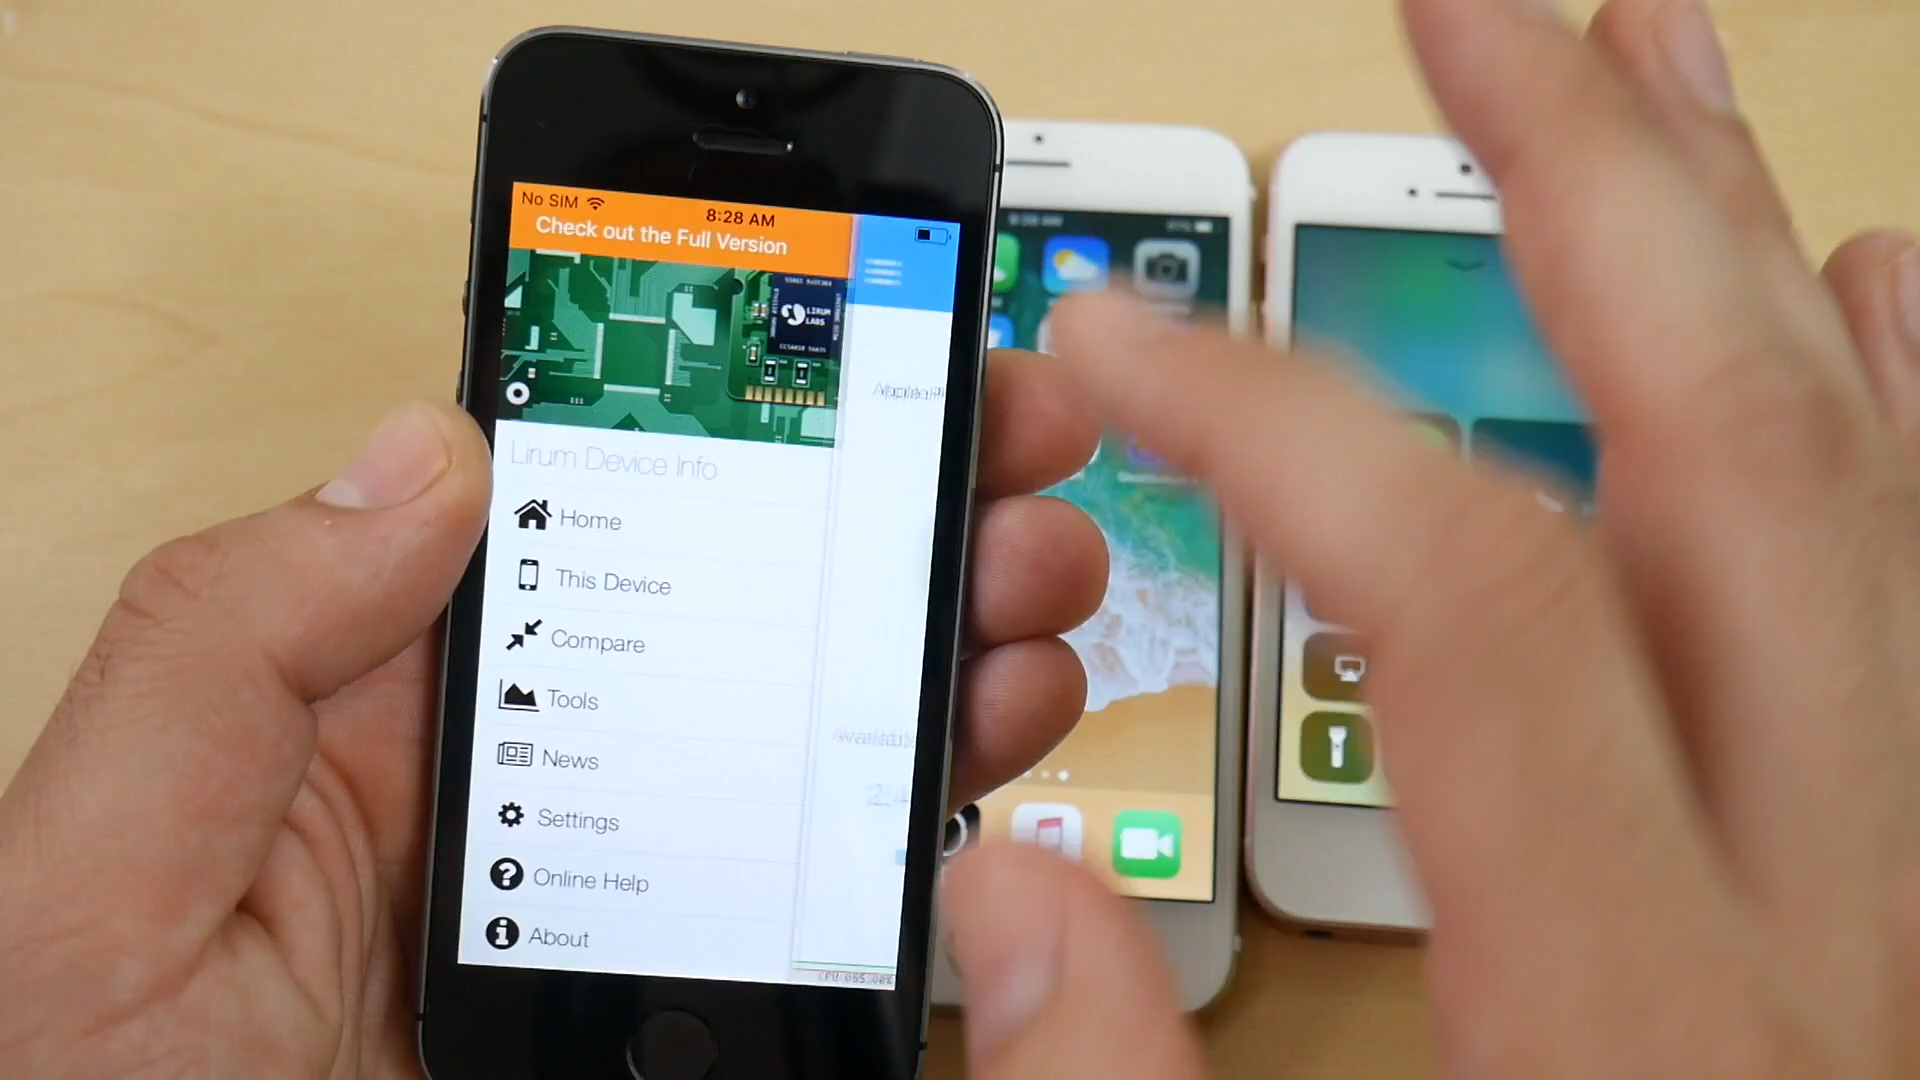 No SIM
8:28 AM
Check out the Full Version
LIRUM
LABS
Lirum Device Info
Home
This Device
Compare
Tools
News
Settings
Online Help
About